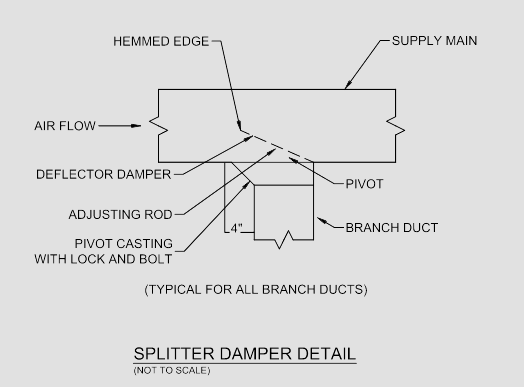 HEMMED EDGE
SUPPLY MAIN
AIR FLOW
DEFLECTOR DAMPER
PIVOT
ADJUSTING ROD
4"
BRANCH DUCT
PIVOT CASTING
WITH LOCK AND BOLT
(TYPICAL FOR ALL BRANCH DUCTS)
SPLITTER DAMPER DETAIL
(NOT TO SCALE)